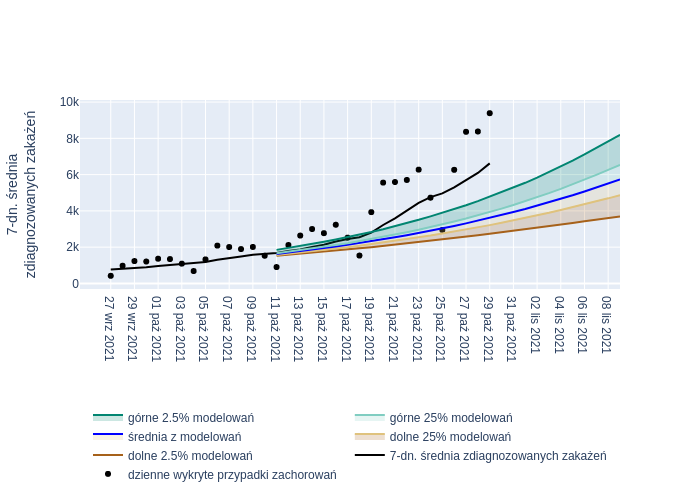 7-dn. średnia
zdiagnozowanych zakażeń
10k
8k
6k
4k
2k
0
27 wrz 2021
29 wrz 2021
01 paź 2021
03 paź 2021
05 paź 2021
07 paź 2021
09 paź 2021
11 paź 2021
13 paź 2021
15 paź 2021
17 paź 2021
19 paź 2021
21 paź 2021
23 paź 2021
25 paź 2021
27 paź 2021
29 paź 2021
31 paź 2021
02 lis 2021
04 lis 2021
06 lis 2021
08 lis 2021
górne 2.5% modelowań
górne 25% modelowań
średnia z modelowań
dolne 25% modelowań
dolne 2.5% modelowań
7-dn. średnia zdiagnozowanych zakażeń
dzienne wykryte przypadki zachorowań